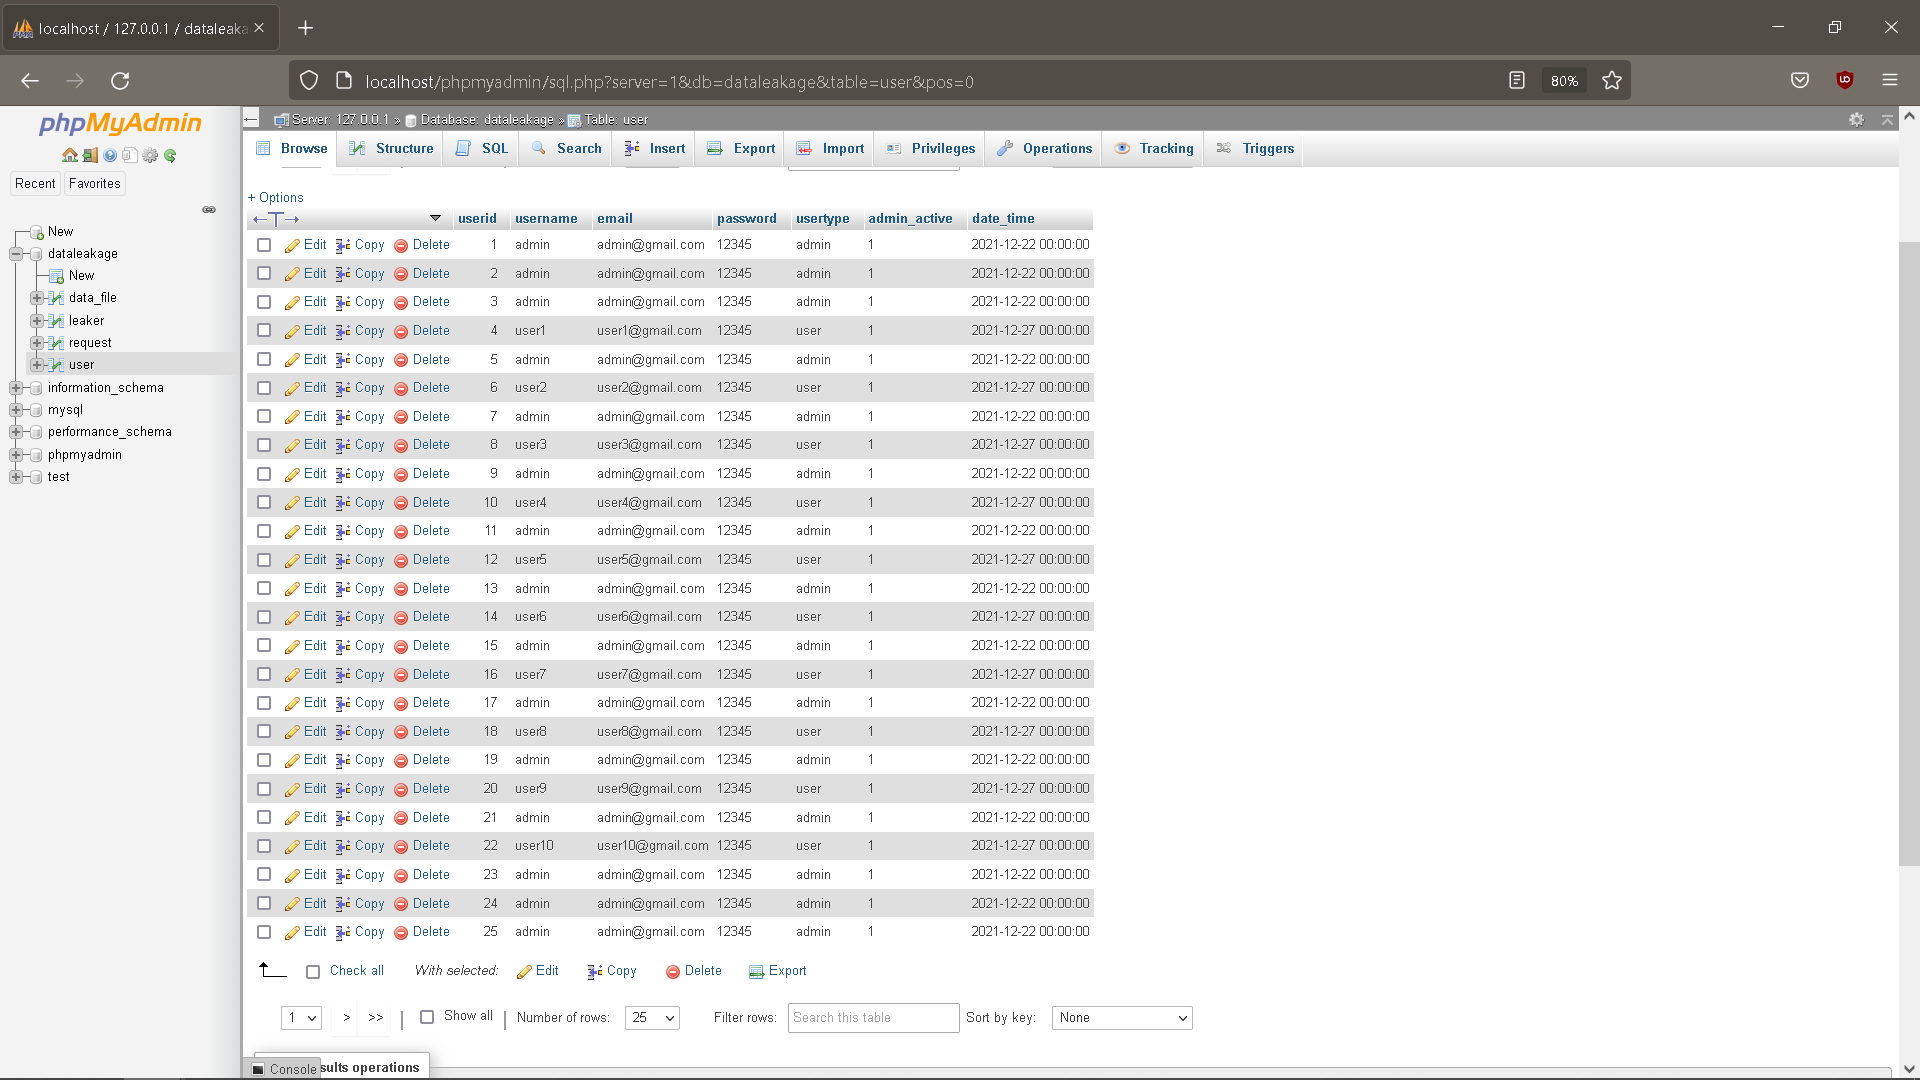 localhost / 127.0.0.1 / dataleaka
localhost/phpmyadmin/sql.php?server=1&db=dataleakage&table=user&pos=0
80%
phpMyAdmin
Recent Favorites
New
dataleakage
New
data_file
leaker
request
user
information_schema
mysql
performance_schema
phpmyadmin
test
Server: 127.0.0.1 » Database: dataleakage » Table: user
Browse Structure SQL Search Insert Export Import Privileges Operations Tracking Triggers
+ Options
←T→ userid username email password usertype admin_active date_time
Edit Copy Delete 1 admin admin@gmail.com 12345 admin 1 2021-12-22 00:00:00
Edit Copy Delete 2 admin admin@gmail.com 12345 admin 1 2021-12-22 00:00:00
Edit Copy Delete 3 admin admin@gmail.com 12345 admin 1 2021-12-22 00:00:00
Edit Copy Delete 4 user1 user1@gmail.com 12345 user 1 2021-12-27 00:00:00
Edit Copy Delete 5 admin admin@gmail.com 12345 admin 1 2021-12-22 00:00:00
Edit Copy Delete 6 user2 user2@gmail.com 12345 user 1 2021-12-27 00:00:00
Edit Copy Delete 7 admin admin@gmail.com 12345 admin 1 2021-12-22 00:00:00
Edit Copy Delete 8 user3 user3@gmail.com 12345 user 1 2021-12-27 00:00:00
Edit Copy Delete 9 admin admin@gmail.com 12345 admin 1 2021-12-22 00:00:00
Edit Copy Delete 10 user4 user4@gmail.com 12345 user 1 2021-12-27 00:00:00
Edit Copy Delete 11 admin admin@gmail.com 12345 admin 1 2021-12-22 00:00:00
Edit Copy Delete 12 user5 user5@gmail.com 12345 user 1 2021-12-27 00:00:00
Edit Copy Delete 13 admin admin@gmail.com 12345 admin 1 2021-12-22 00:00:00
Edit Copy Delete 14 user6 user6@gmail.com 12345 user 1 2021-12-27 00:00:00
Edit Copy Delete 15 admin admin@gmail.com 12345 admin 1 2021-12-22 00:00:00
Edit Copy Delete 16 user7 user7@gmail.com 12345 user 1 2021-12-27 00:00:00
Edit Copy Delete 17 admin admin@gmail.com 12345 admin 1 2021-12-22 00:00:00
Edit Copy Delete 18 user8 user8@gmail.com 12345 user 1 2021-12-27 00:00:00
Edit Copy Delete 19 admin admin@gmail.com 12345 admin 1 2021-12-22 00:00:00
Edit Copy Delete 20 user9 user9@gmail.com 12345 user 1 2021-12-27 00:00:00
Edit Copy Delete 21 admin admin@gmail.com 12345 admin 1 2021-12-22 00:00:00
Edit Copy Delete 22 user10 user10@gmail.com 12345 user 1 2021-12-27 00:00:00
Edit Copy Delete 23 admin admin@gmail.com 12345 admin 1 2021-12-22 00:00:00
Edit Copy Delete 24 admin admin@gmail.com 12345 admin 1 2021-12-22 00:00:00
Edit Copy Delete 25 admin admin@gmail.com 12345 admin 1 2021-12-22 00:00:00
Check all With selected: Edit Copy Delete Export
1 > >> | Show all | Number of rows: 25 Filter rows: Search this table Sort by key: None
Console sults operations